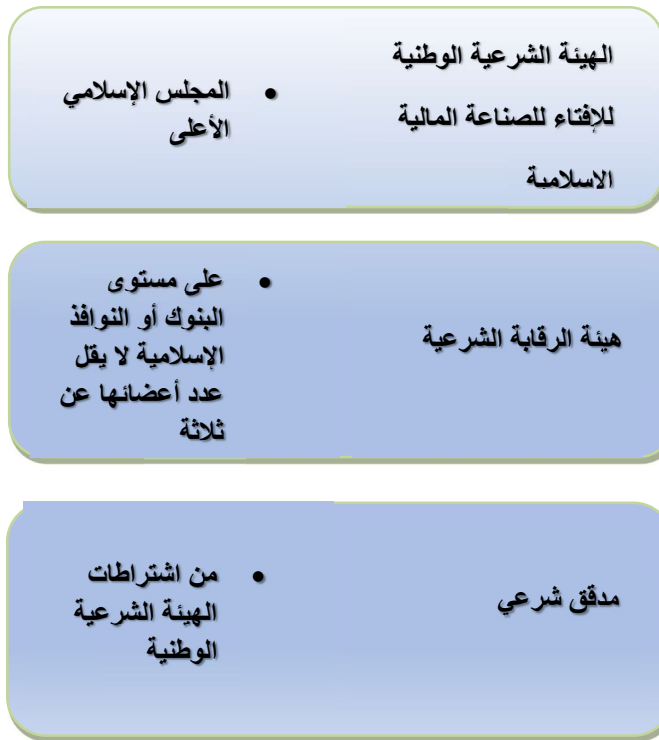 الهيئة الشرعية الوطنية
للإفتاء للصناعة المالية
الاسلامية
• المجلس الإسلامي
الأعلى
هيئة الرقابة الشرعية
• على مستوى
البنوك أو النوافذ
الإسلامية لا يقل
عدد أعضائها عن
ثلاثة
مدقق شرعي
• من اشتراطات
الهيئة الشرعية
الوطنية